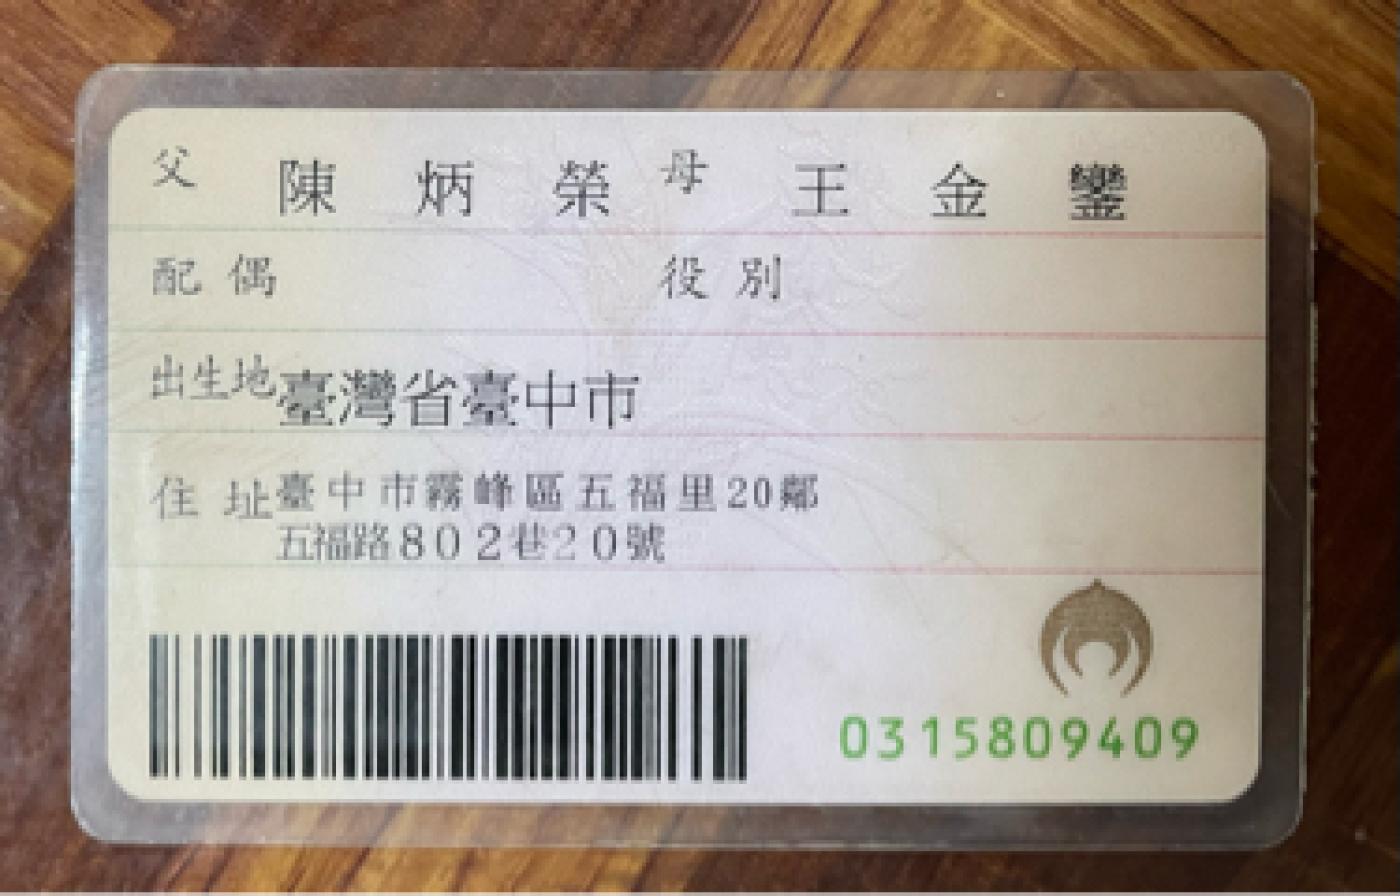 父 陳炳榮 母 王金鑾
配偶 役別
出生地 臺灣省臺中市
住址 臺中市霧峰區五福里20鄰
五福路802巷20號
0315809409